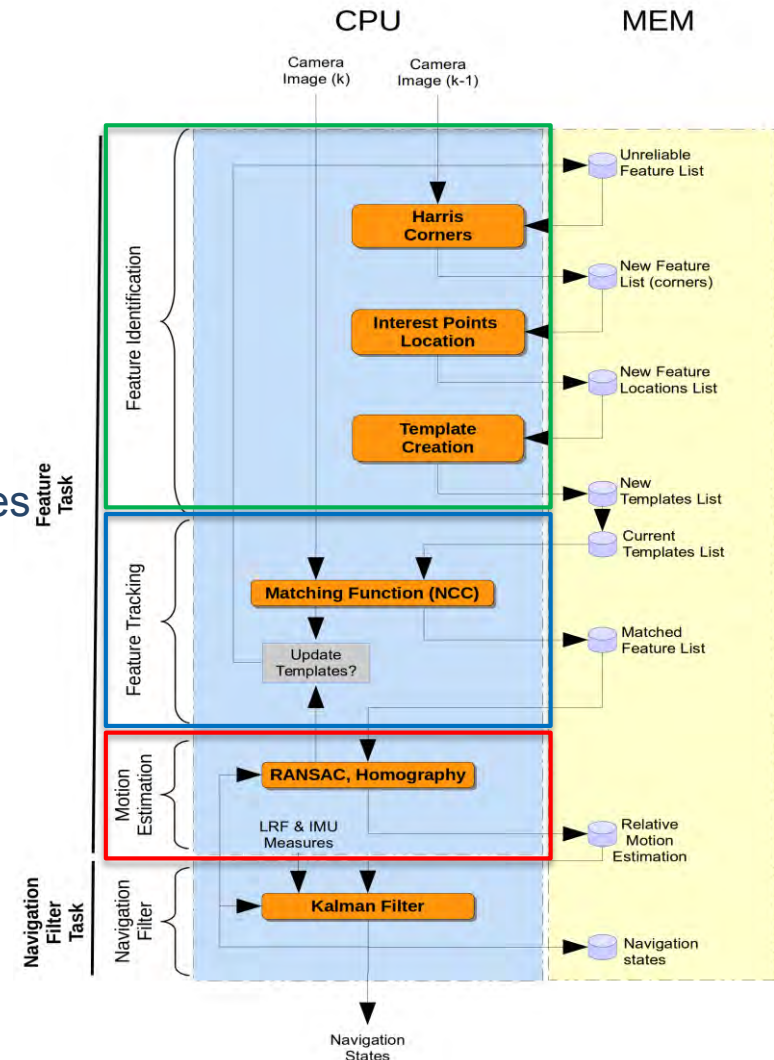 CPU
MEM
Camera
Image (k)
Camera
Image (k-1)
Unreliable
Feature List
Harris
Corners
Feature Identification
New Feature
List (corners)
Interest Points
Location
New Feature
Locations List
Template
Creation
New
Templates List
es
Feature
Task
Current
Templates List
Matching Function (NCC)
Feature Tracking
Matched
Feature List
Update
Templates?
Motion
Estimation
RANSAC, Homography
LRF & IMU
Measures
Relative
Motion
Estimation
Navigation
Filter
Task
Navigation
Filter
Kalman Filter
Navigation
states
Navigation
States